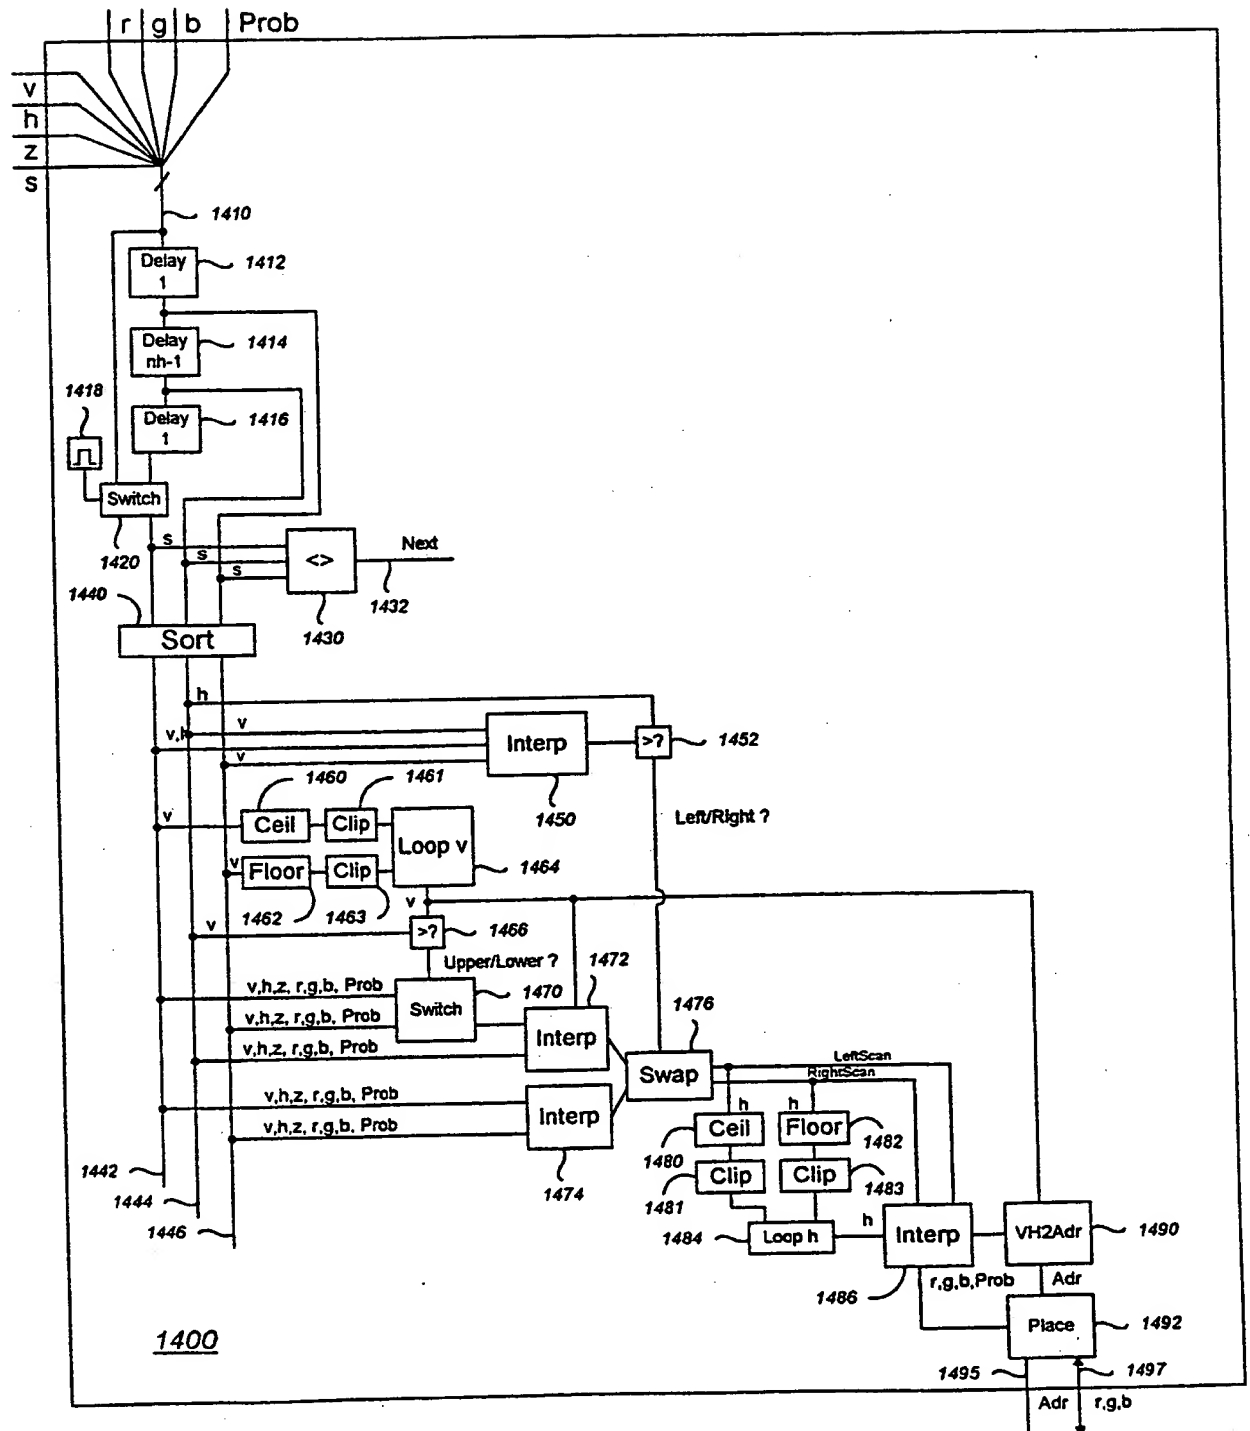 r g b Prob
v
h
z
s
1410
Delay
1
1412
Delay
nh-1
1414
1418
Delay
1
1416
Switch
1420
s
s
s
<>
Next
1432
1430
1440
Sort
h
v
v,h
v
Interp
>?
1452
1450
1460
1461
Left/Right ?
v
Ceil
Clip
Loop v
v
Floor
Clip
1464
1462
1463
v
v
>?
1466
Upper/Lower ?
1472
v,h,z, r,g,b, Prob
Switch
1470
1476
v,h,z, r,g,b, Prob
Interp
v,h,z, r,g,b, Prob
Swap
LeftScan
RightScan
v,h,z, r,g,b, Prob
Interp
h
h
v,h,z, r,g,b, Prob
Ceil
Floor
1482
1480
1442
1474
Clip
Clip
1483
1481
1444
1446
1484
Loop h
h
Interp
VH2Adr
1490
1486
r,g,b,Prob
Adr
Place
1492
1400
1495
1497
Adr
r,g,b